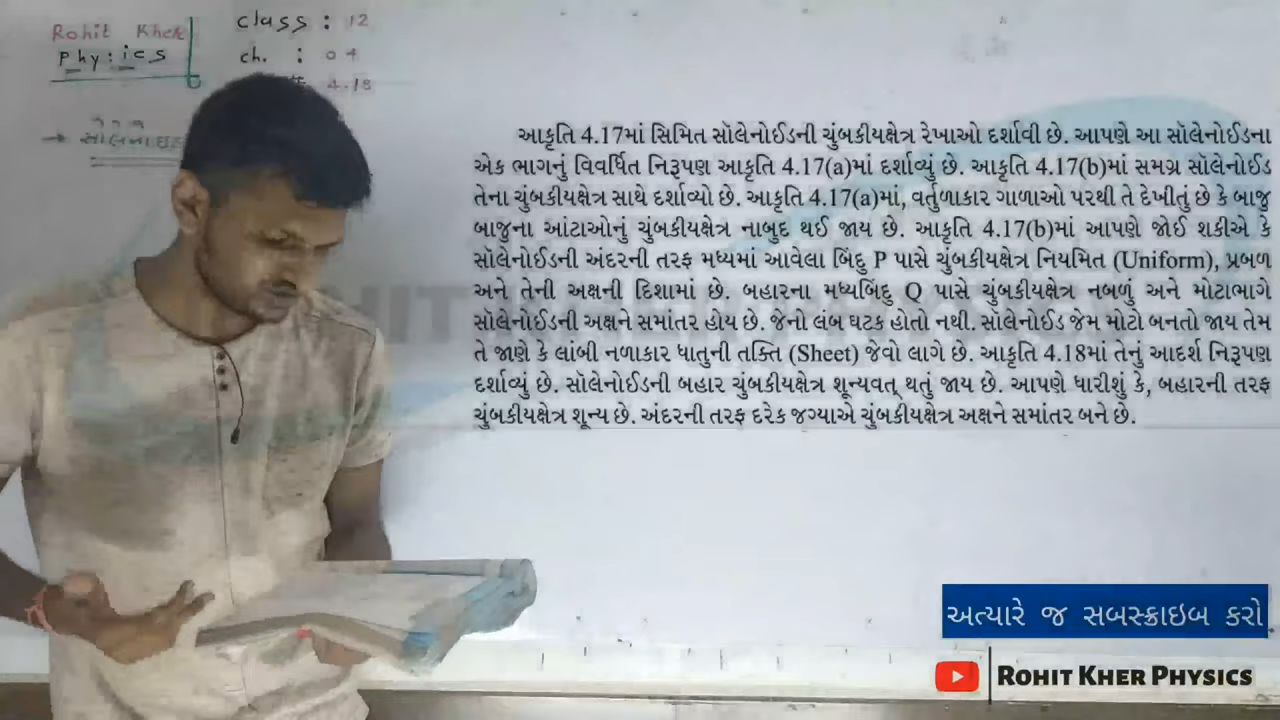 Rohit Kher
Physics
class : 12
ch. : 04
4.18
આકૃતિ 4.17માં સિમિત સૉલેનોઈડની ચુંબકીયક્ષેત્ર રેખાઓ દર્શાવી છે. આપણે આ સૉલેનોઈડના
એક ભાગનું વિવર્ધિત નિરૂપણ આકૃતિ 4.17(a)માં દર્શાવ્યું છે. આકૃતિ 4.17(b)માં સમગ્ર સૉલેનોઈડ
તેના ચુંબકીયક્ષેત્ર સાથે દર્શાવ્યો છે. આકૃતિ 4.17(a)માં, વર્તુળાકાર ગાળાઓ પરથી તે દેખીતું છે કે બાજુ
બાજુના આંટાઓનું ચુંબકીયક્ષેત્ર નાબુદ થઈ જાય છે. આકૃતિ 4.17(b)માં આપણે જોઈ શકીએ કે
સૉલેનોઈડની અંદરની તરફ મધ્યમાં આવેલા બિંદુ P પાસે ચુંબકીયક્ષેત્ર નિયમિત (Uniform), પ્રબળ
અને તેની અક્ષની દિશામાં છે. બહારના મધ્યબિંદુ Q પાસે ચુંબકીયક્ષેત્ર નબળું અને મોટાભાગે
સૉલેનોઈડની અક્ષને સમાંતર હોય છે. જેનો લંબ ઘટક હોતો નથી. સૉલેનોઈડ જેમ મોટો બનતો જાય તેમ
તે જાણે કે લાંબી નળાકાર ધાતુની તક્તિ (Sheet) જેવો લાગે છે. આકૃતિ 4.18માં તેનું આદર્શ નિરૂપણ
દર્શાવ્યું છે. સૉલેનોઈડની બહાર ચુંબકીયક્ષેત્ર શૂન્યવત્ થતું જાય છે. આપણે ધારીશું કે, બહારની તરફ
ચુંબકીયક્ષેત્ર શૂન્ય છે. અંદરની તરફ દરેક જગ્યાએ ચુંબકીયક્ષેત્ર અક્ષને સમાંતર બને છે.
અત્યારે જ સબસ્ક્રાઇબ કરો
ROHIT KHER PHYSICS